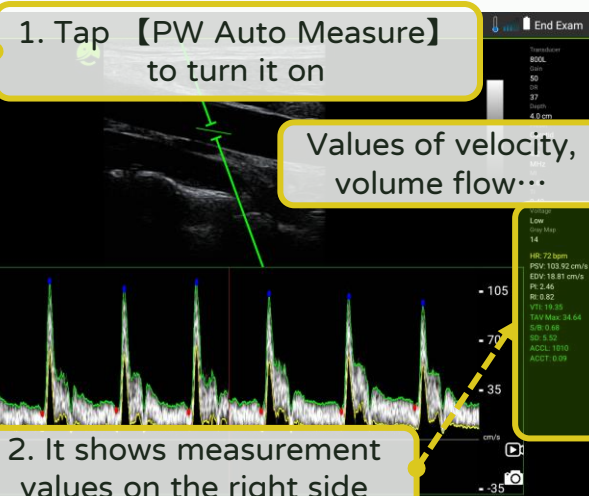 1. Tap 【PW Auto Measure】
to turn it on
End Exam
Transducer
800L
Gain
50
DR
37
Depth
4.0 cm
Values of velocity,
volume flow…
MHz
Voltage
Low
Gray Map
14
HR: 72 bpm
PSV: 103.92 cm/s
EDV: 18.81 cm/s
PI: 2.46
RI: 0.82
VTI: 19.35
TAV Max: 34.64
S/B: 0.68
SD: 5.52
ACCL: 1010
ACCT: 0.09
- 105
- 70
- 35
cm/s
2. It shows measurement
values on the right side
-35